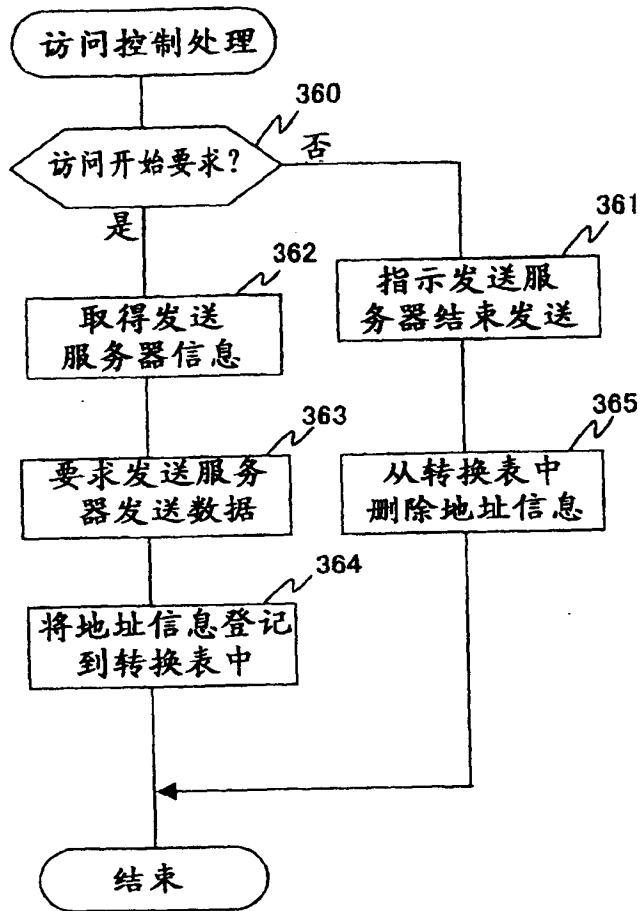 访问控制处理
360
访问开始要求?
否
是
361
指示发送服
务器结束发送
362
取得发送
服务器信息
365
从转换表中
删除地址信息
363
要求发送服务
器发送数据
364
将地址信息登记
到转换表中
结束